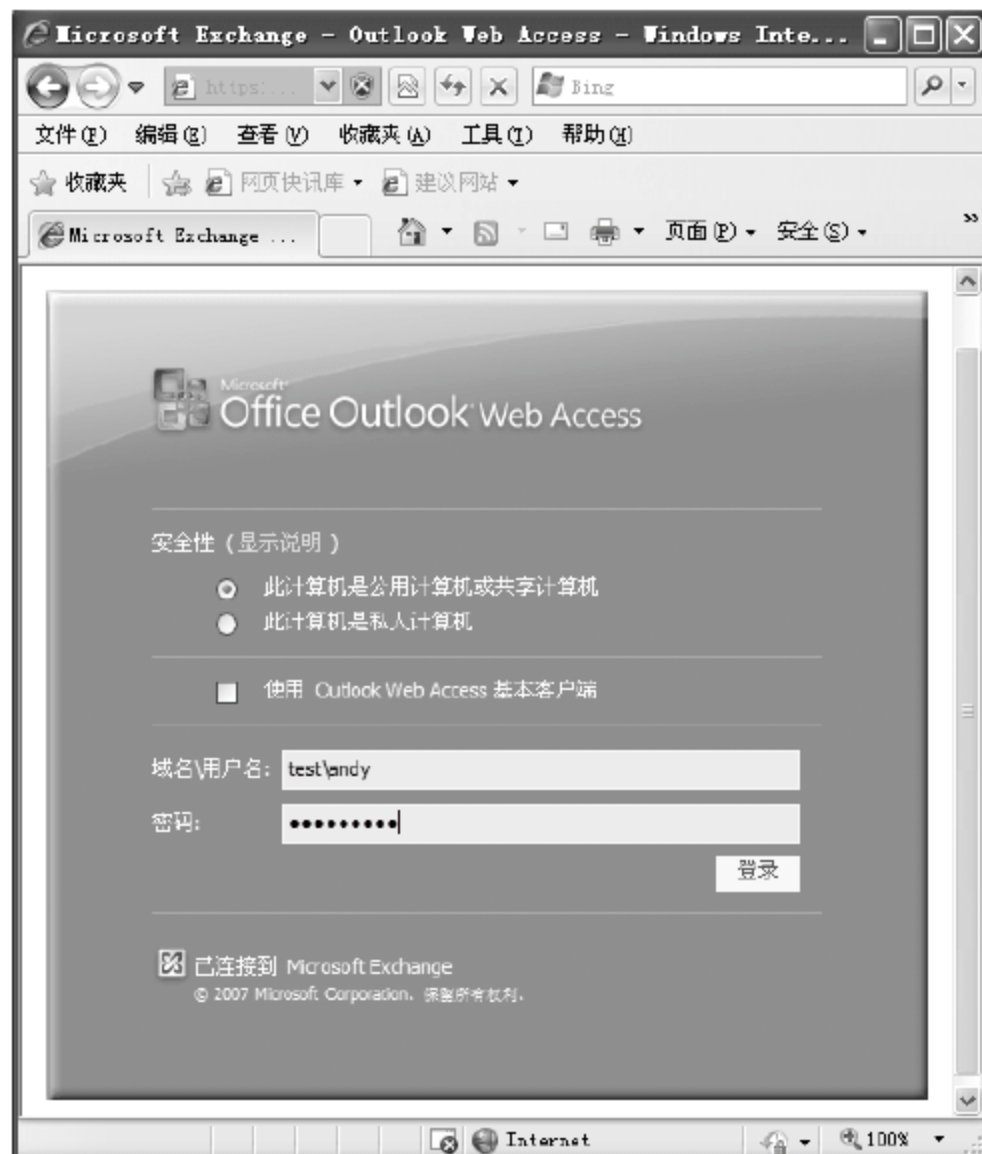 Microsoft Exchange - Outlook Web Access - Windows Inte...
https:... Bing
文件(F) 编辑(E) 查看(V) 收藏夹(A) 工具(T) 帮助(H)
收藏夹 网页快讯库 建议网站
Microsoft Exchange ... 页面(P) 安全(S) »
Microsoft
Office Outlook Web Access
安全性 ( 显示说明 )
此计算机是公用计算机或共享计算机
此计算机是私人计算机
使用 Outlook Web Access 基本客户端
域名\用户名: test\andy
密码: ●●●●●●●●●
登录
已连接到 Microsoft Exchange
© 2007 Microsoft Corporation. 保留所有权利.
Internet 100%